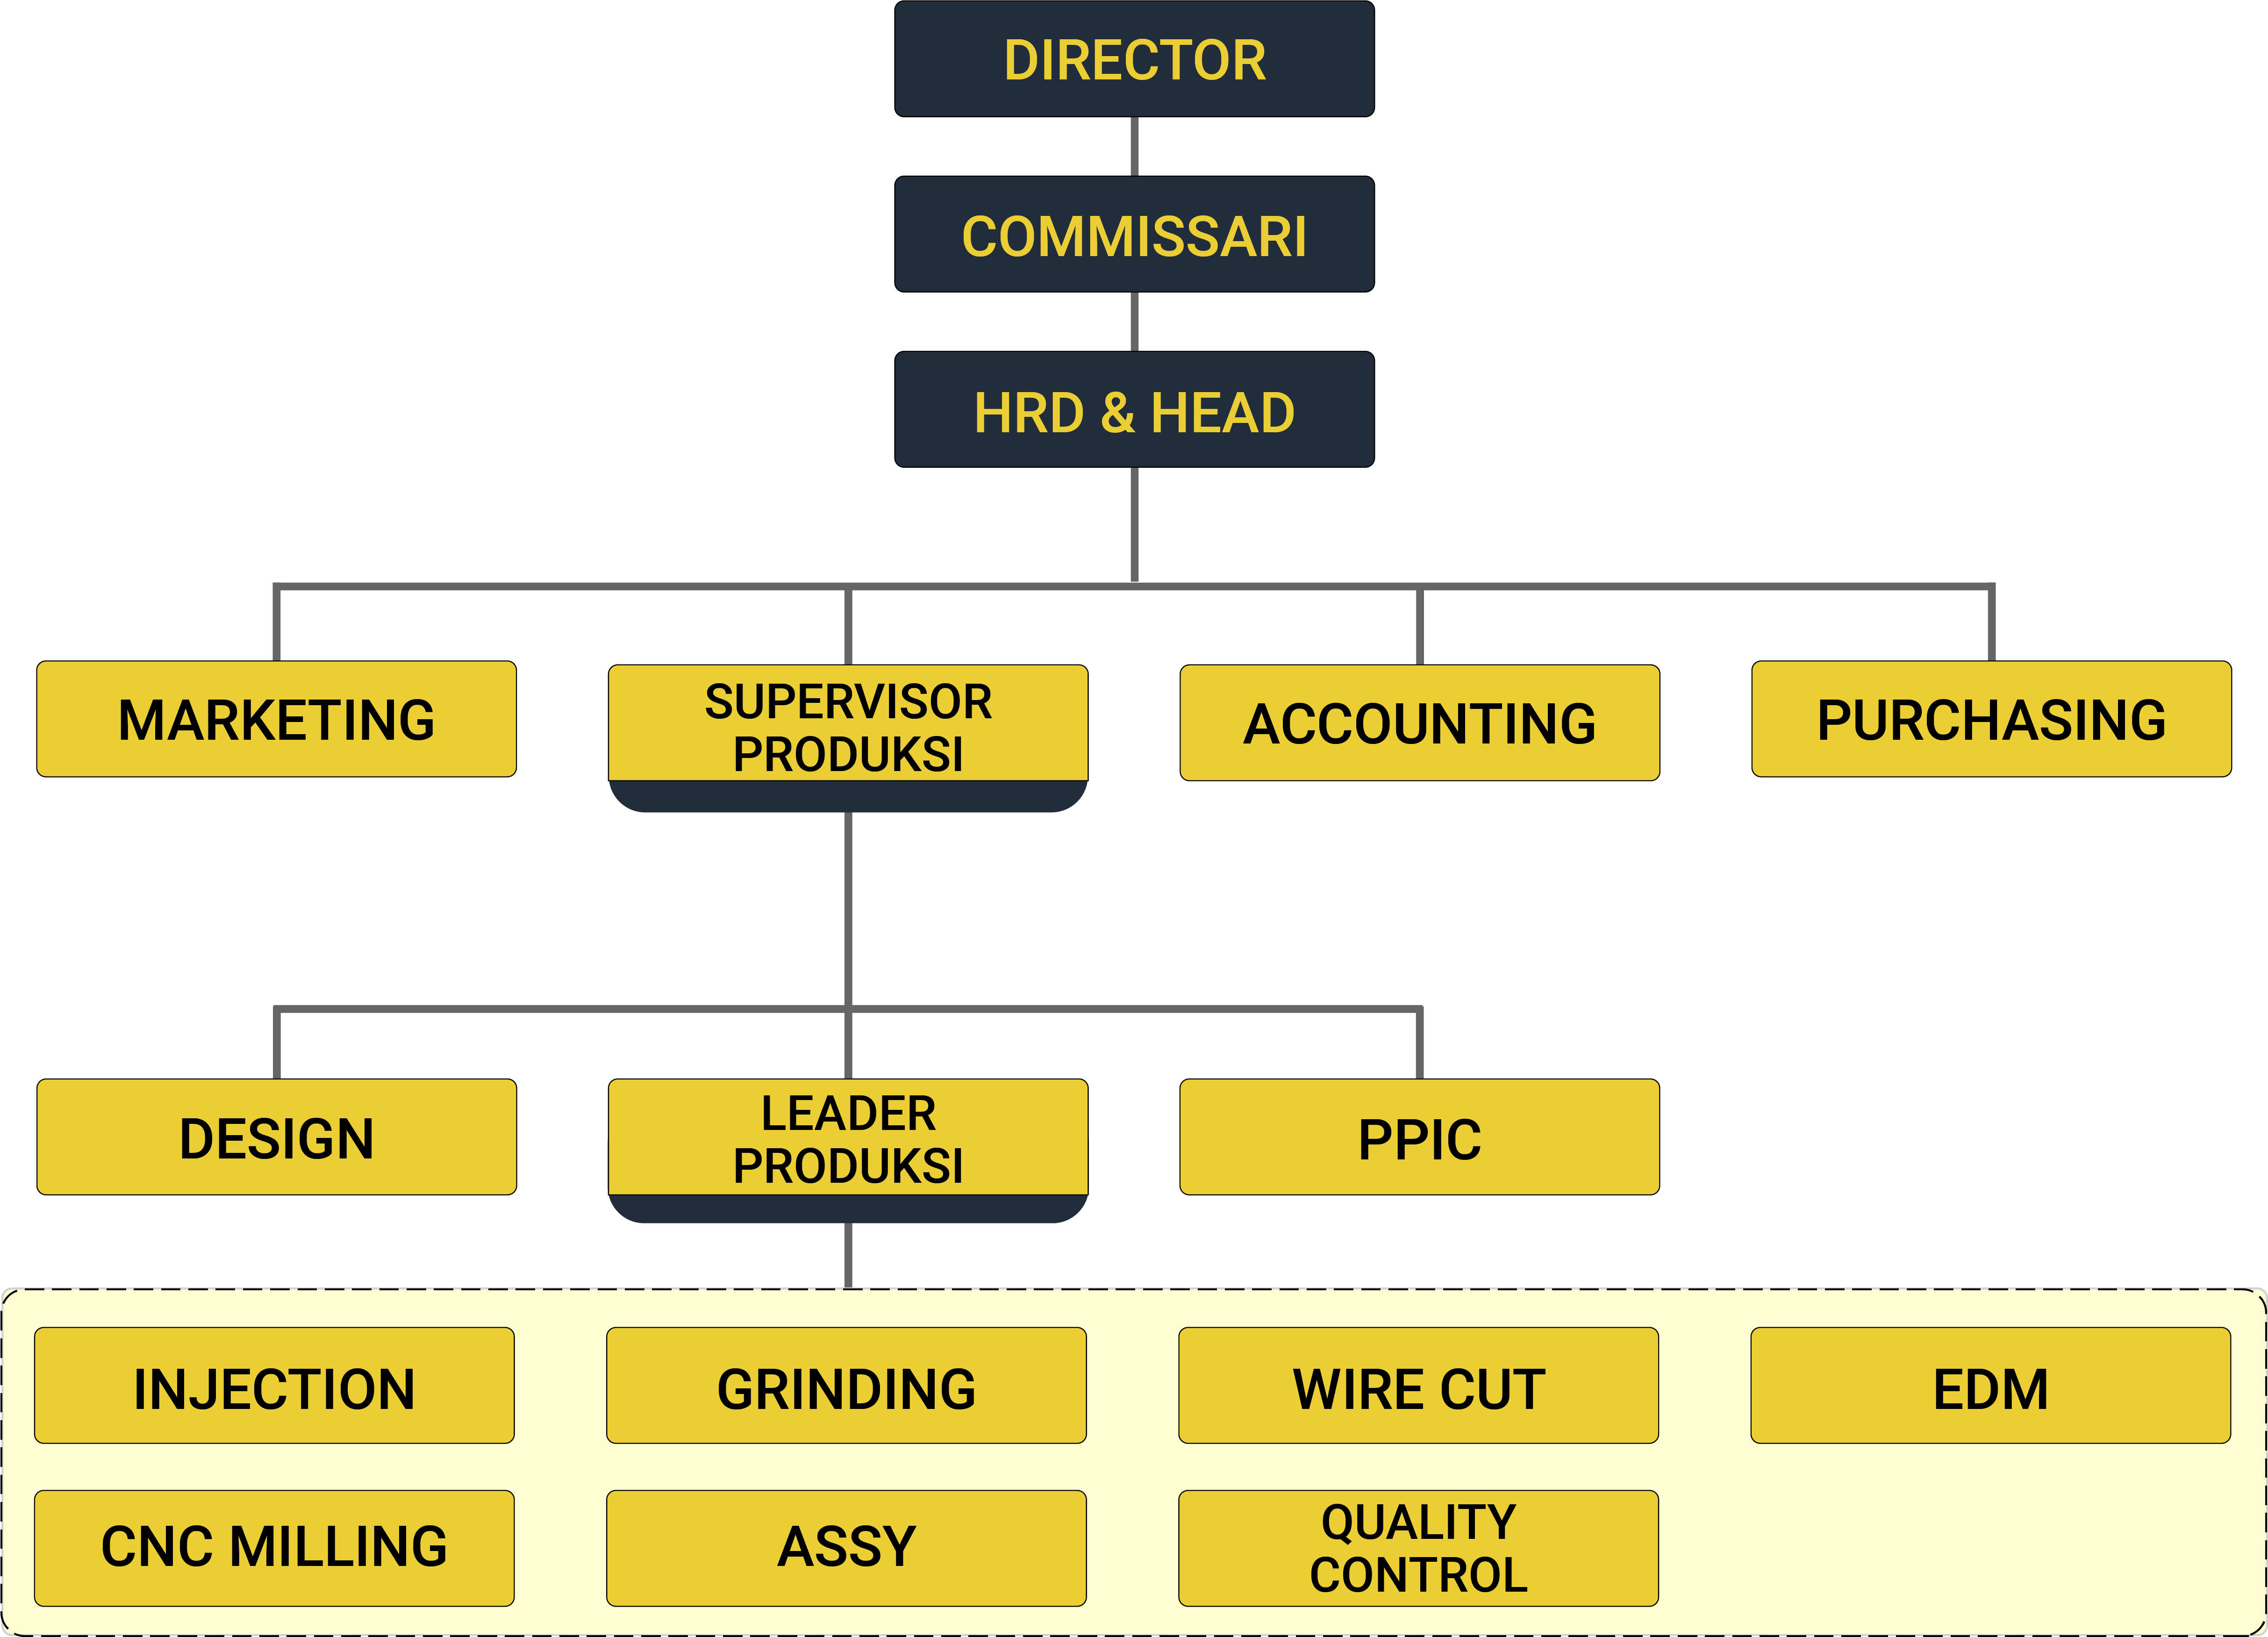 DIRECTOR
COMMISSARI
HRD & HEAD
MARKETING
SUPERVISOR
PRODUKSI
ACCOUNTING
PURCHASING
DESIGN
LEADER
PRODUKSI
PPIC
INJECTION
GRINDING
WIRE CUT
EDM
CNC MILLING
ASSY
QUALITY
CONTROL